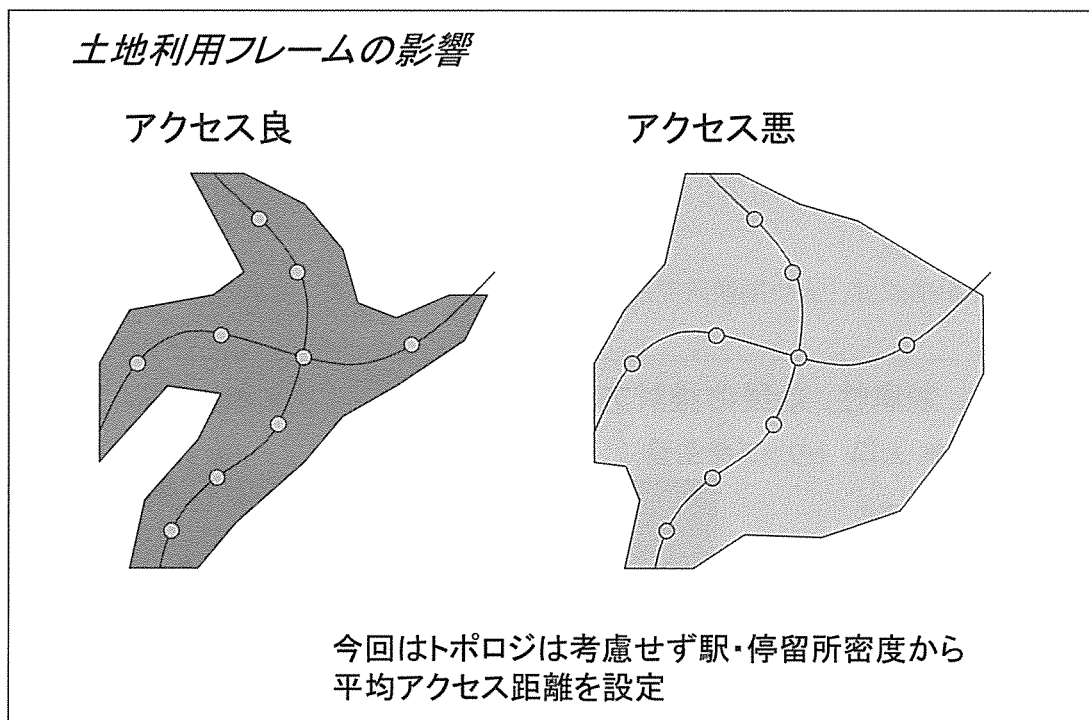 土地利用フレームの影響
アクセス良
アクセス悪
今回はトポロジは考慮せず駅・停留所密度から
平均アクセス距離を設定